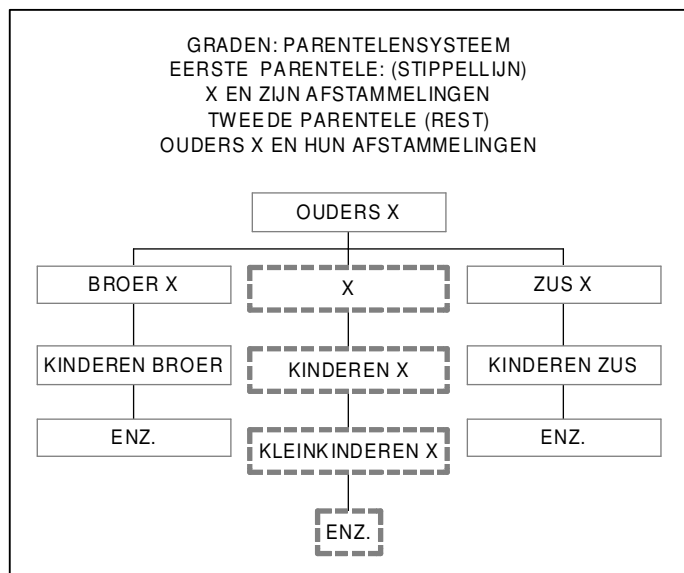 GRADEN: PARENTELENSYSTEEM
EERSTE PARENTELE: (STIPPELLIJN)
X EN ZIJN AFSTAMMELINGEN
TWEEDE PARENTELE (REST)
OUDERS X EN HUN AFSTAMMELINGEN
OUDERS X
BROER X
X
ZUS X
KINDEREN BROER
KINDEREN X
KINDEREN ZUS
ENZ.
KLEINKINDEREN X
ENZ.
ENZ.